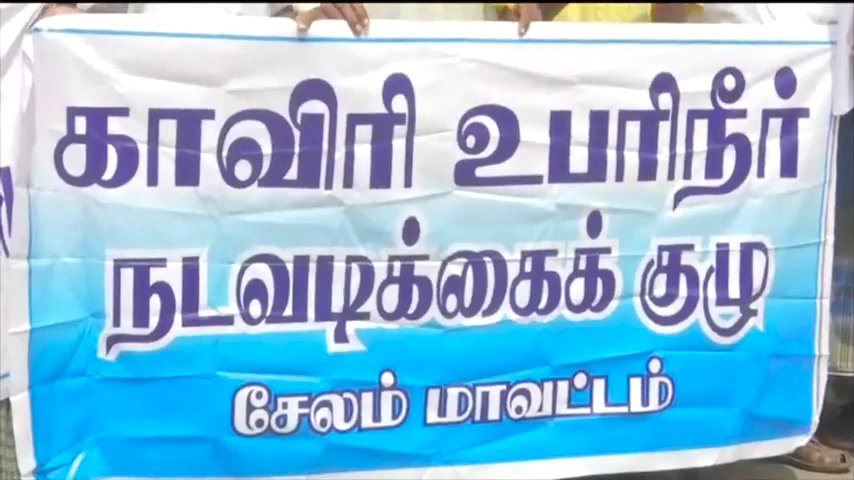 காவிரி உபரிநீர்
நடவடிக்கைக் குழு
சேலம் மாவட்டம்